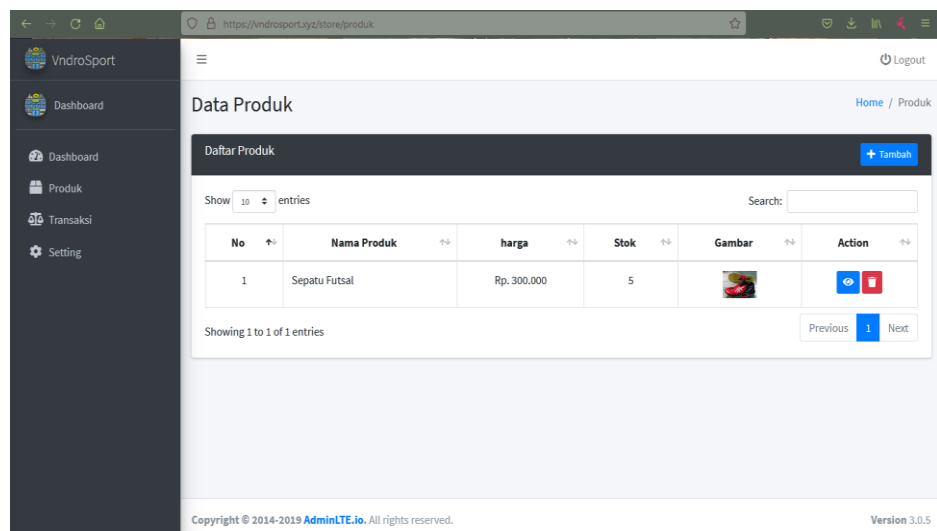 https://vndrosport.xyz/store/produk
VndroSport
Logout
Dashboard
Data Produk
Home / Produk
Dashboard
Produk
Transaksi
Setting
Daftar Produk
+ Tambah
Show 10 entries
Search:
No Nama Produk harga Stok Gambar Action
1 Sepatu Futsal Rp. 300.000 5
Showing 1 to 1 of 1 entries
Previous 1 Next
Copyright © 2014-2019 AdminLTE.io. All rights reserved.
Version 3.0.5